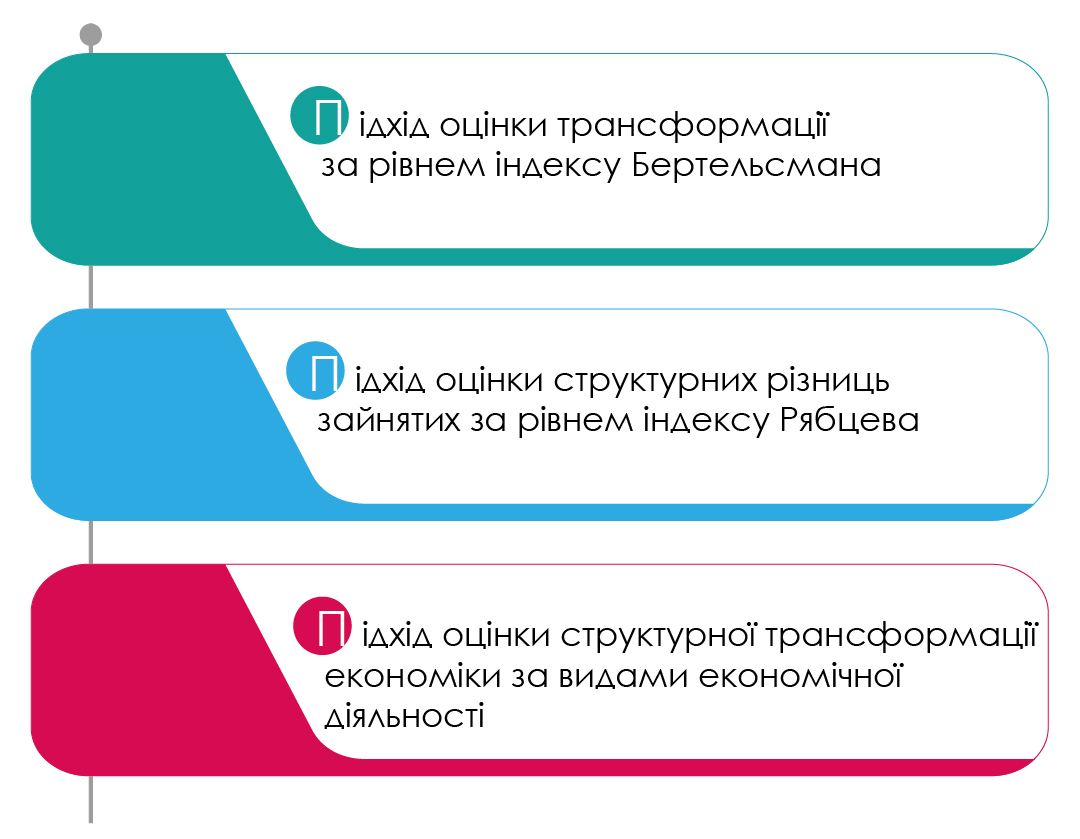 Підхід оцінки трансформації
за рівнем індексу Бертельсмана
Підхід оцінки структурних різниць
зайнятих за рівнем індексу Рябцева
Підхід оцінки структурної трансформації
економіки за видами економічної
діяльності